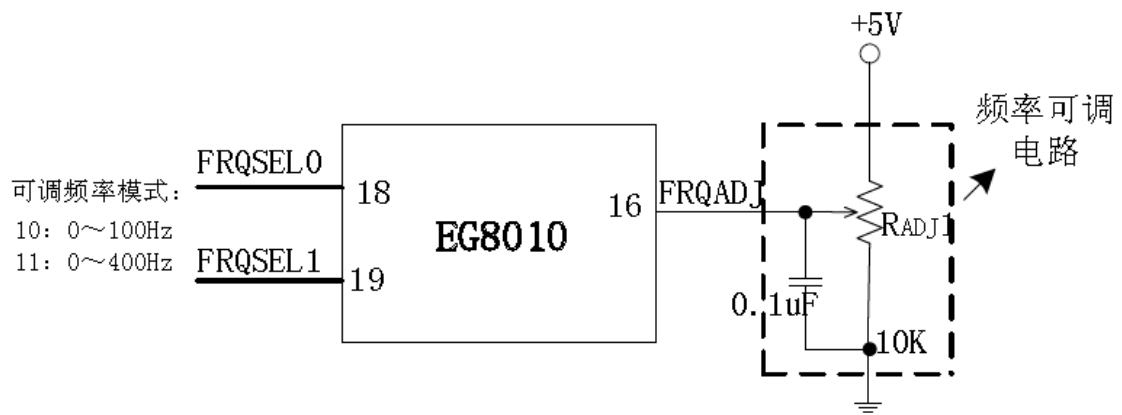 +5V
频率可调
电路
FRQSEL0
可调频率模式：
18
10：0～100Hz
11：0～400Hz
FRQSEL1
19
EG8010
16
FRQADJ
RADJ1
0.1uF
10K